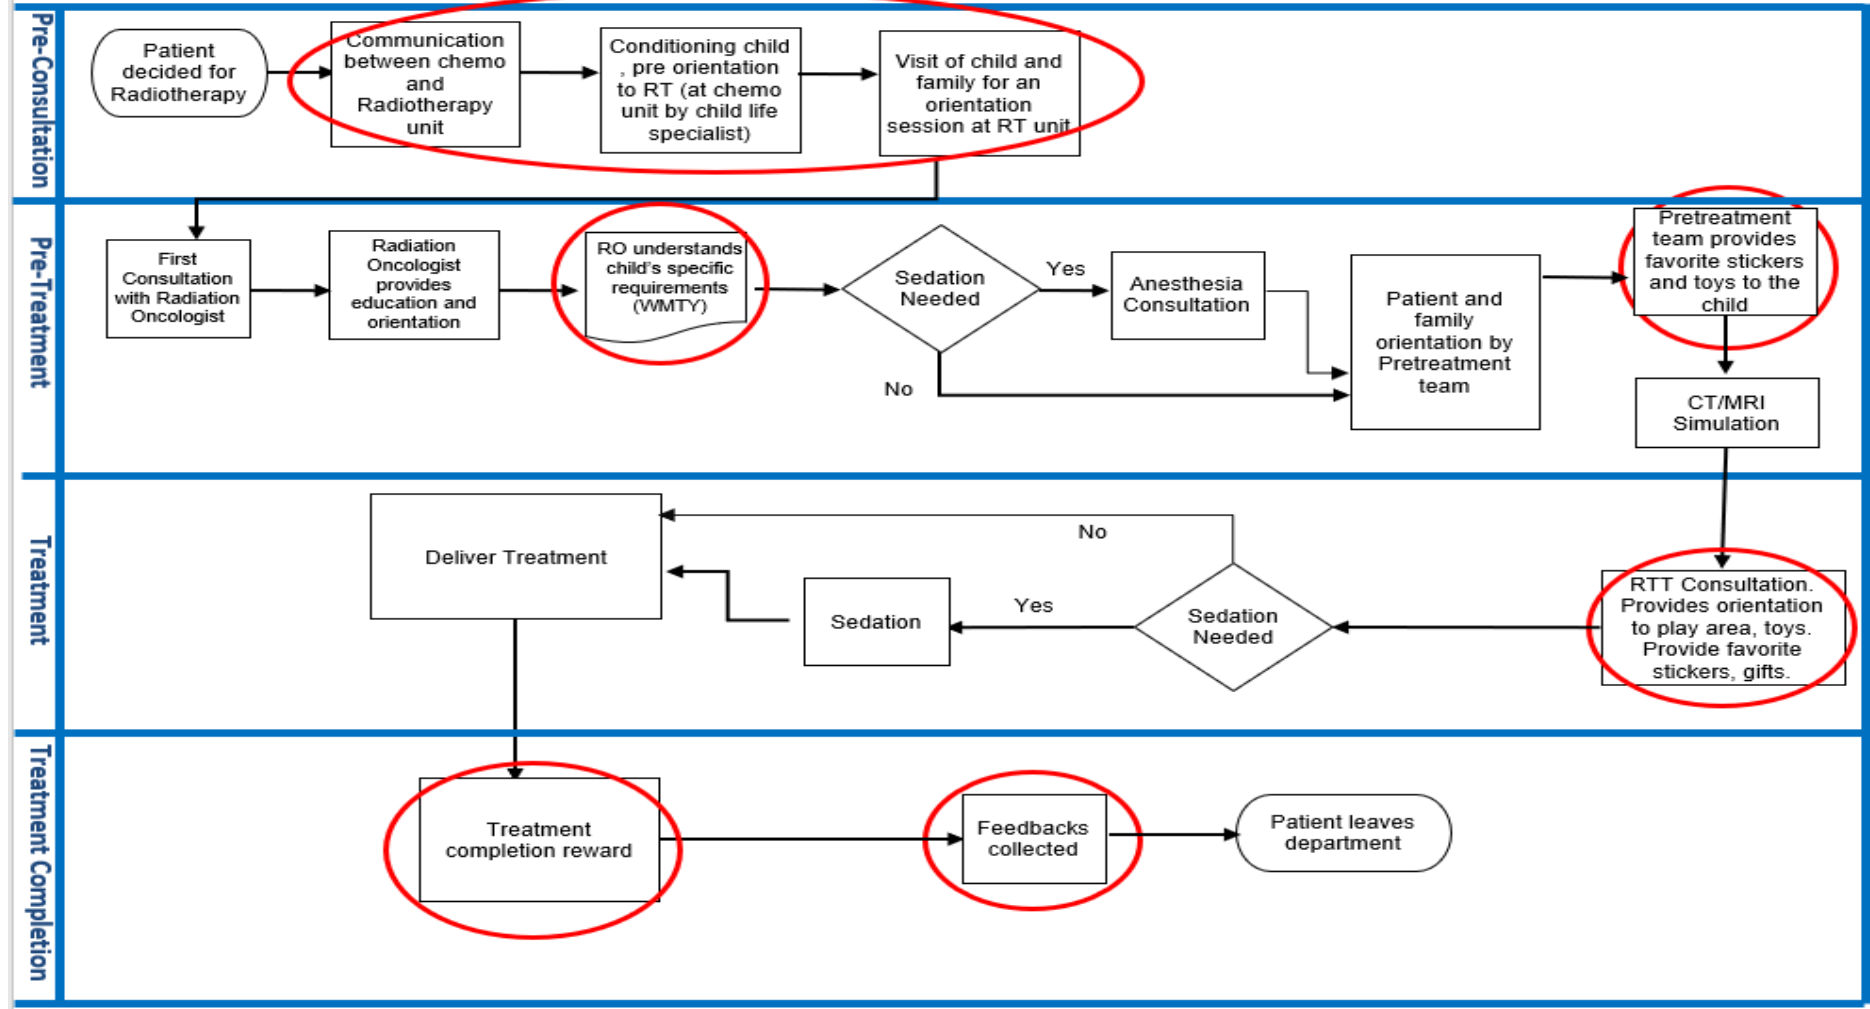 Pre-Consultation
Patient
decided for
Radiotherapy
Communication
between chemo
and
Radiotherapy
unit
Conditioning child
, pre orientation
to RT (at chemo
unit by child life
specialist)
Visit of child and
family for an
orientation
session at RT unit
Pre-Treatment
First
Consultation
with Radiation
Oncologist
Radiation
Oncologist
provides
education and
orientation
RO understands
child's specific
requirements
(WMTY)
Sedation
Needed
Yes
No
Anesthesia
Consultation
Patient and
family
orientation by
Pretreatment
team
Pretreatment
team provides
favorite stickers
and toys to the
child
CT/MRI
Simulation
Treatment
RTT Consultation.
Provides orientation
to play area, toys.
Provide favorite
stickers, gifts.
Sedation
Needed
No
Yes
Sedation
Deliver Treatment
Treatment Completion
Treatment
completion reward
Feedbacks
collected
Patient leaves
department